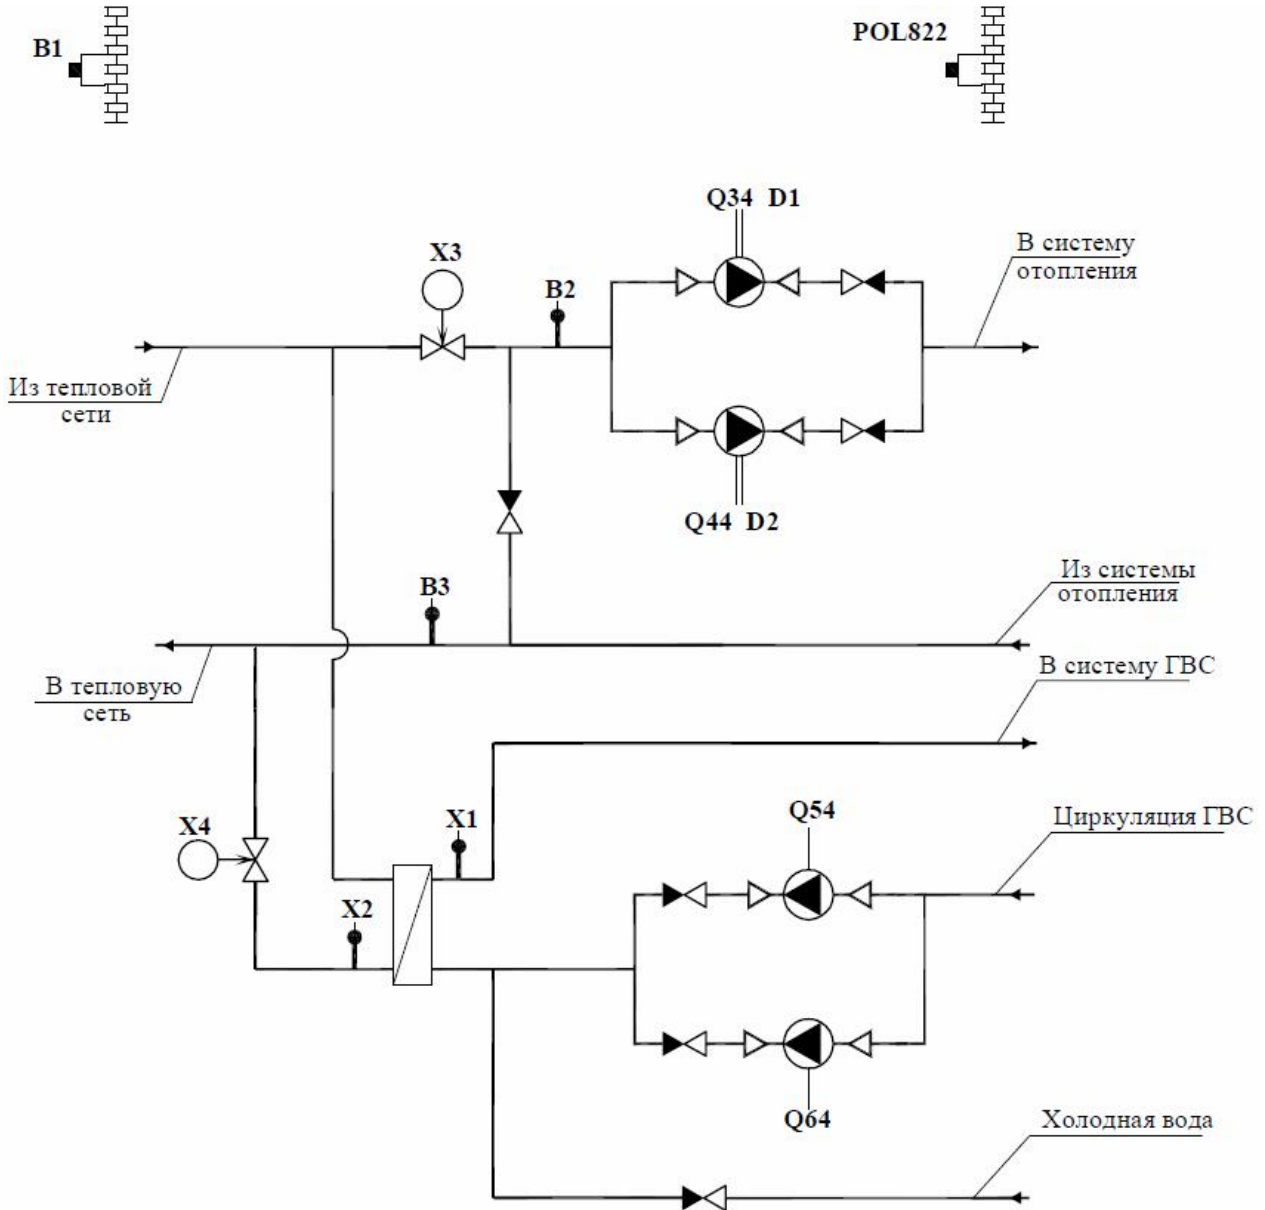 B1
POL822
Q34 D1
X3
В систему
отопления
B2
Из тепловой
сети
Q44 D2
Из системы
отопления
B3
В систему ГВС
В тепловую
сеть
Q54
X1
Циркуляция ГВС
X4
X2
Q64
Холодная вода